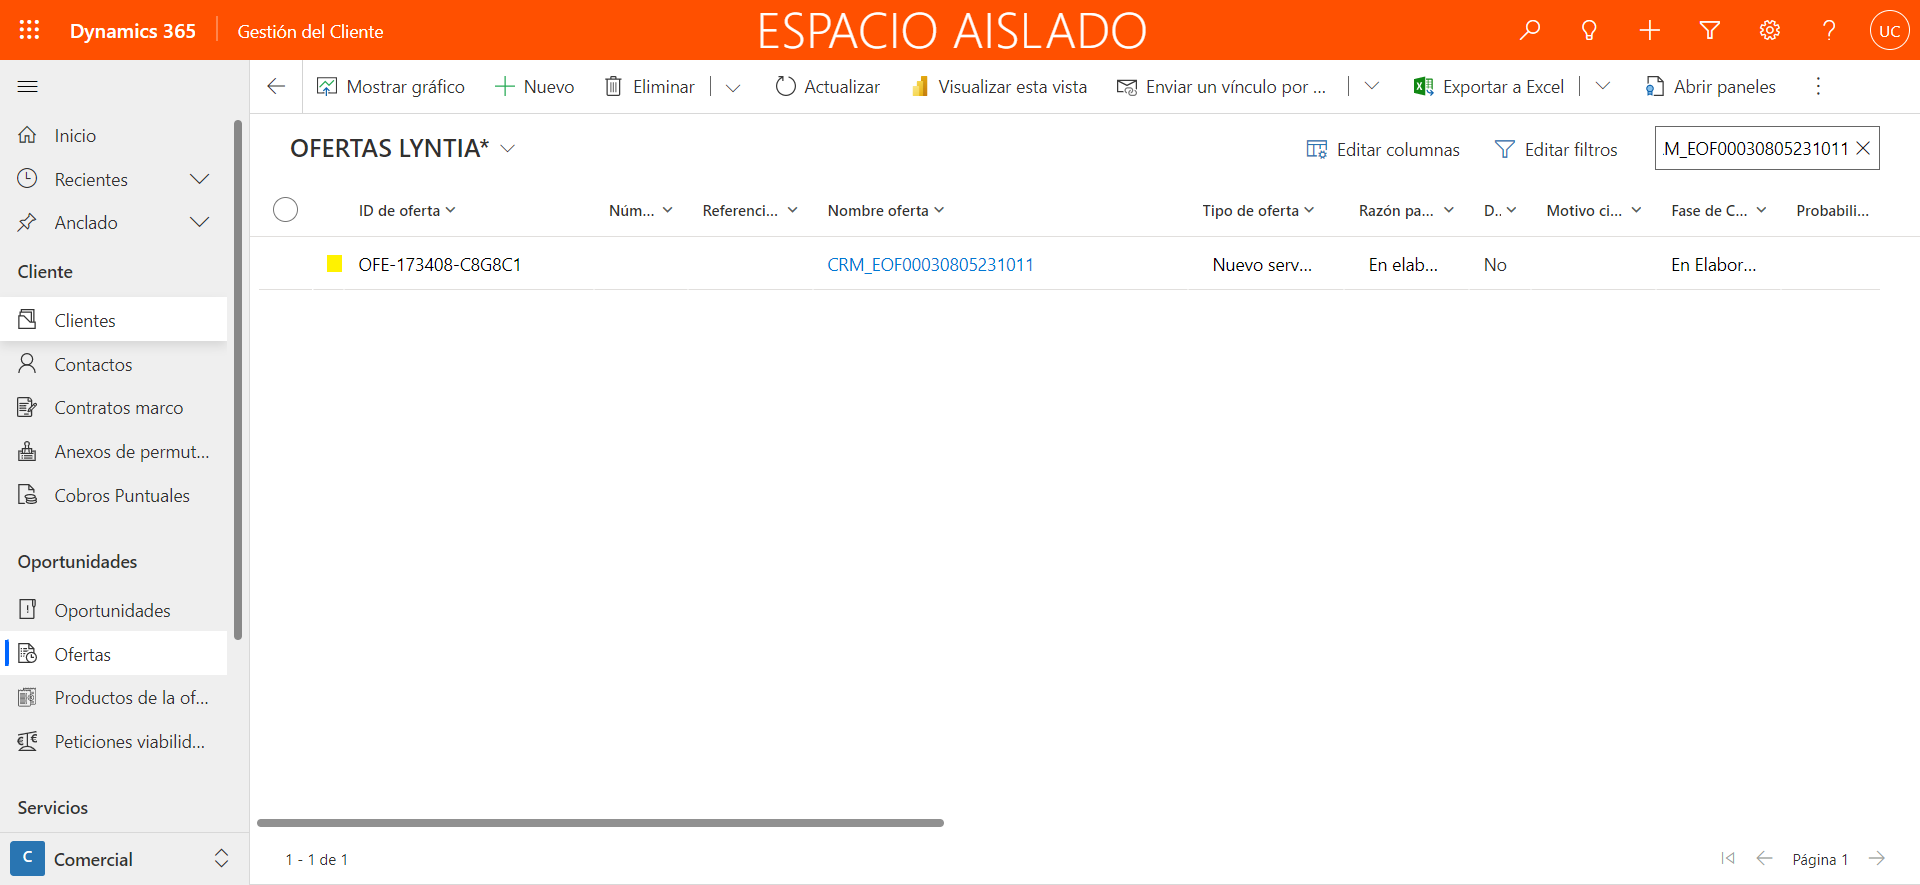 Dynamics 365
Gestión del Cliente
ESPACIO AISLADO
UC
Mostrar gráfico
Nuevo
Eliminar
Actualizar
Visualizar esta vista
Enviar un vínculo por ...
Exportar a Excel
Abrir paneles
Inicio
Recientes
Anclado
Cliente
Clientes
Contactos
Contratos marco
Anexos de permut...
Cobros Puntuales
Oportunidades
Oportunidades
Ofertas
Productos de la of...
Peticiones viabilid...
Servicios
C
Comercial
OFERTAS LYNTIA*
Editar columnas
Editar filtros
M_EOF00030805231011
ID de oferta
Núm...
Referenci...
Nombre oferta
Tipo de oferta
Razón pa...
D..
Motivo ci...
Fase de C...
Probabili...
OFE-173408-C8G8C1
CRM_EOF00030805231011
Nuevo serv...
En elab...
No
En Elabor...
1 - 1 de 1
Página 1